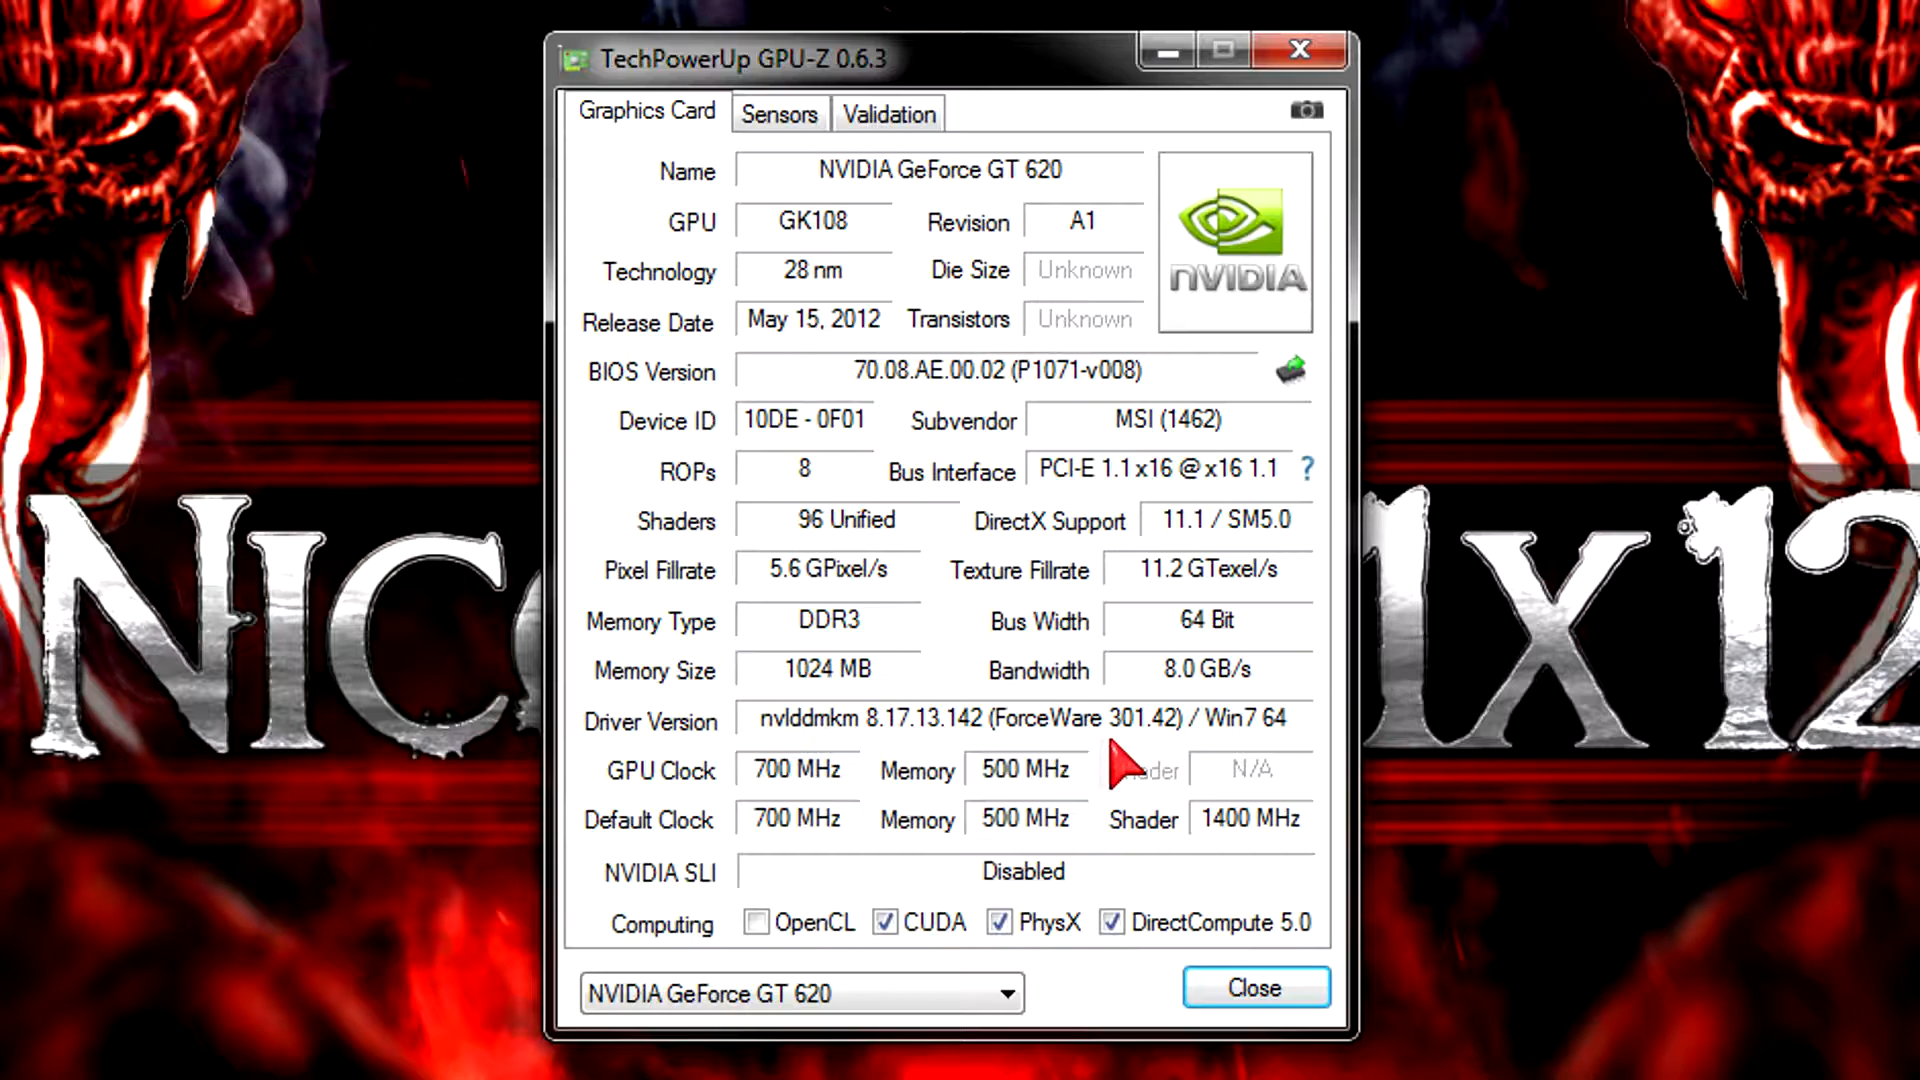 TechPowerUp GPU-Z 0.6.3
Graphics Card Sensors Validation
Name NVIDIA GeForce GT 620
GPU GK108 Revision A1
Technology 28 nm Die Size Unknown
Release Date May 15, 2012 Transistors Unknown
NVIDIA
BIOS Version 70.08.AE.00.02 (P1071-v008)
Device ID 10DE - 0F01 Subvendor MSI (1462)
ROPs 8 Bus Interface PCI-E 1.1 x16 @ x16 1.1 ?
Shaders 96 Unified DirectX Support 11.1 / SM5.0
Pixel Fillrate 5.6 GPixel/s Texture Fillrate 11.2 GTexel/s
Memory Type DDR3 Bus Width 64 Bit
Memory Size 1024 MB Bandwidth 8.0 GB/s
Driver Version nvlddmkm 8.17.13.142 (ForceWare 301.42) / Win7 64
GPU Clock 700 MHz Memory 500 MHz N/A
Default Clock 700 MHz Memory 500 MHz Shader 1400 MHz
NVIDIA SLI Disabled
Computing OpenCL CUDA PhysX DirectCompute 5.0
NVIDIA GeForce GT 620 Close